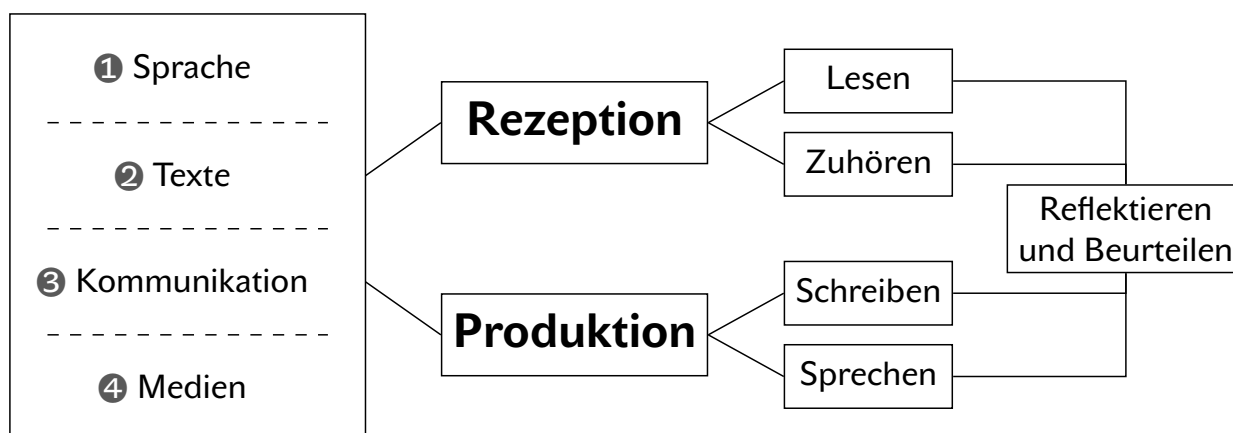 ❶ Sprache
❷ Texte
❸ Kommunikation
❹ Medien
Rezeption
Produktion
Lesen
Zuhören
Schreiben
Sprechen
Reflektieren
und Beurteilen